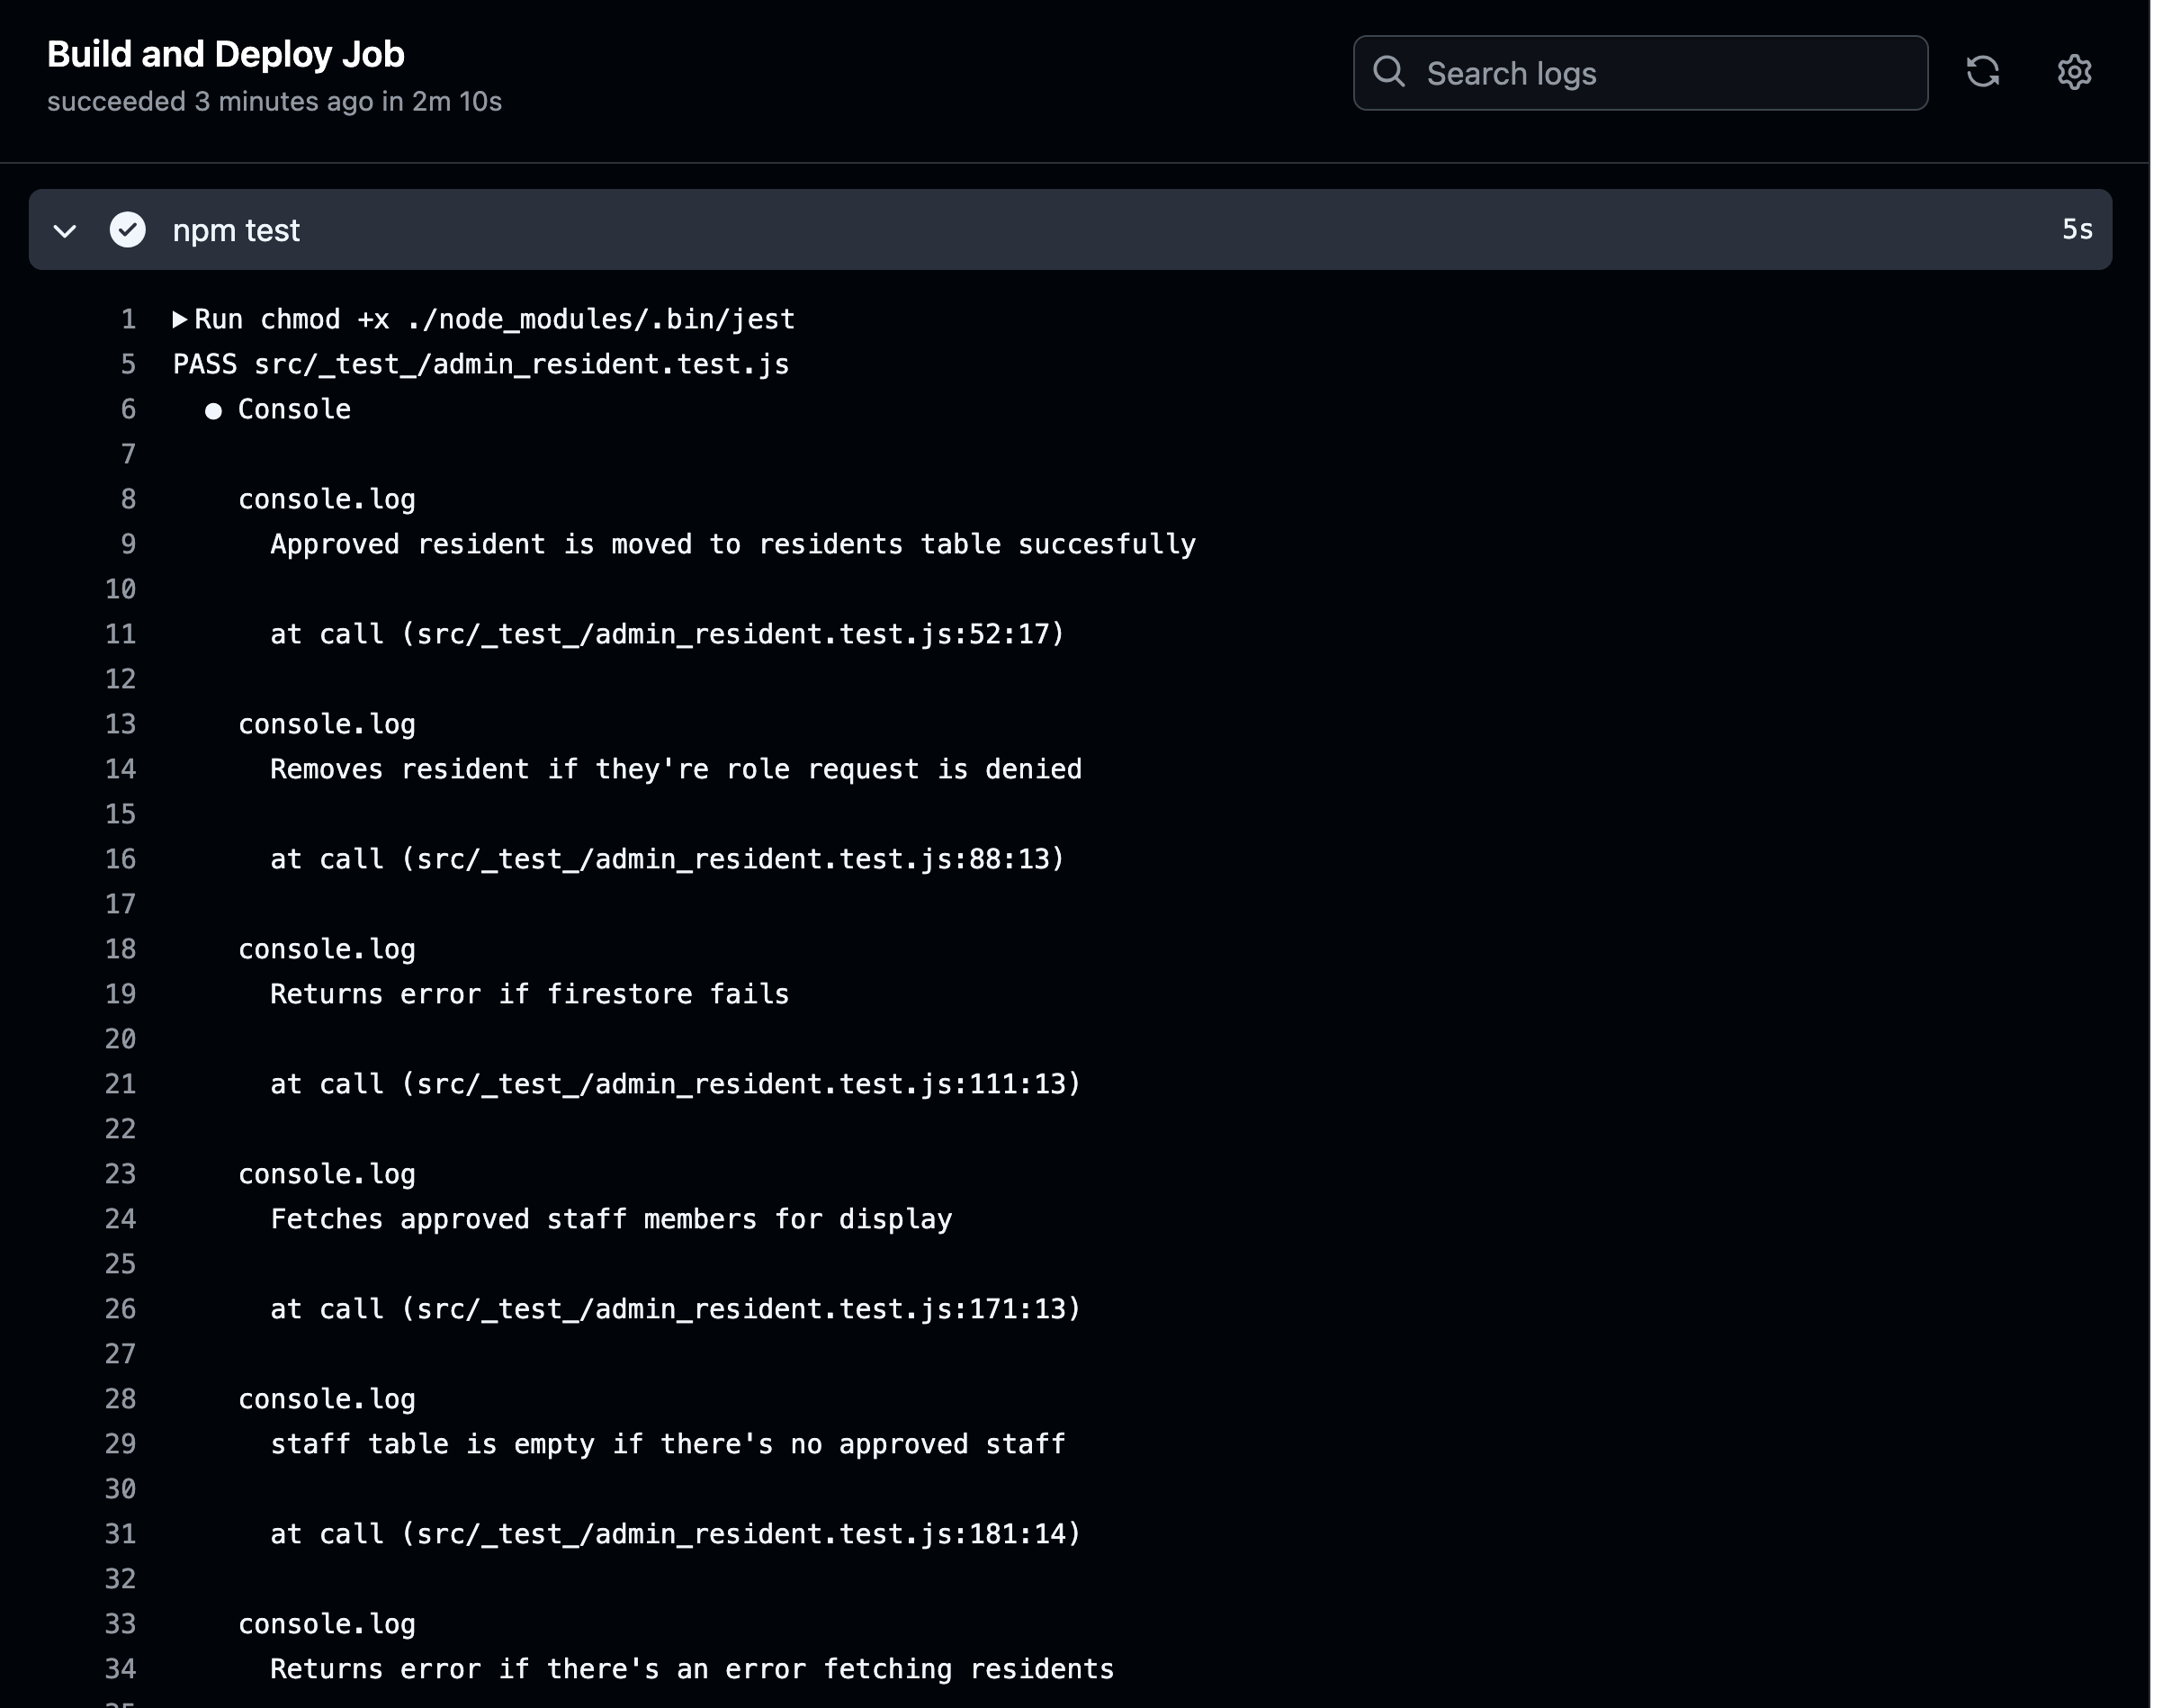 Build and Deploy Job
succeeded 3 minutes ago in 2m 10s
Search logs
npm test
5s
1 Run chmod +x ./node_modules/.bin/jest
5 PASS src/_test_/admin_resident.test.js
6 ● Console
7
8 console.log
9 Approved resident is moved to residents table succesfully
10
11 at call (src/_test_/admin_resident.test.js:52:17)
12
13 console.log
14 Removes resident if they're role request is denied
15
16 at call (src/_test_/admin_resident.test.js:88:13)
17
18 console.log
19 Returns error if firestore fails
20
21 at call (src/_test_/admin_resident.test.js:111:13)
22
23 console.log
24 Fetches approved staff members for display
25
26 at call (src/_test_/admin_resident.test.js:171:13)
27
28 console.log
29 staff table is empty if there's no approved staff
30
31 at call (src/_test_/admin_resident.test.js:181:14)
32
33 console.log
34 Returns error if there's an error fetching residents